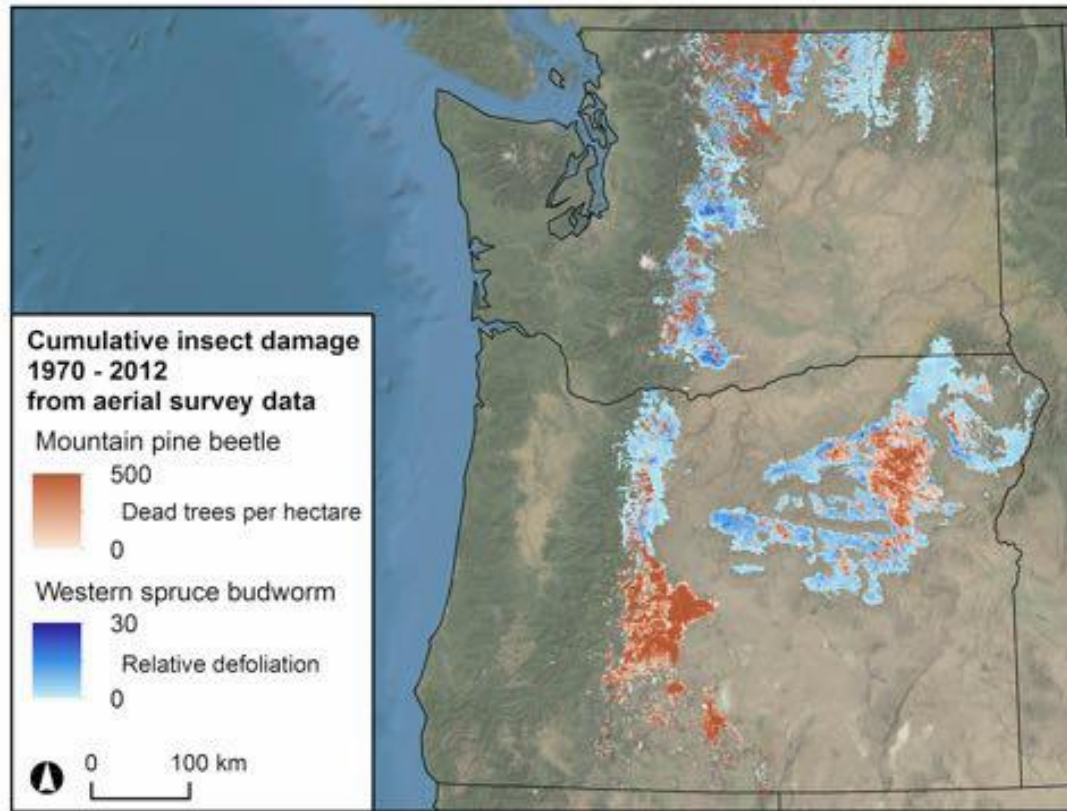 Cumulative insect damage
1970 - 2012
from aerial survey data
Mountain pine beetle
500
Dead trees per hectare
0
Western spruce budworm
30
Relative defoliation
0
0 100 km